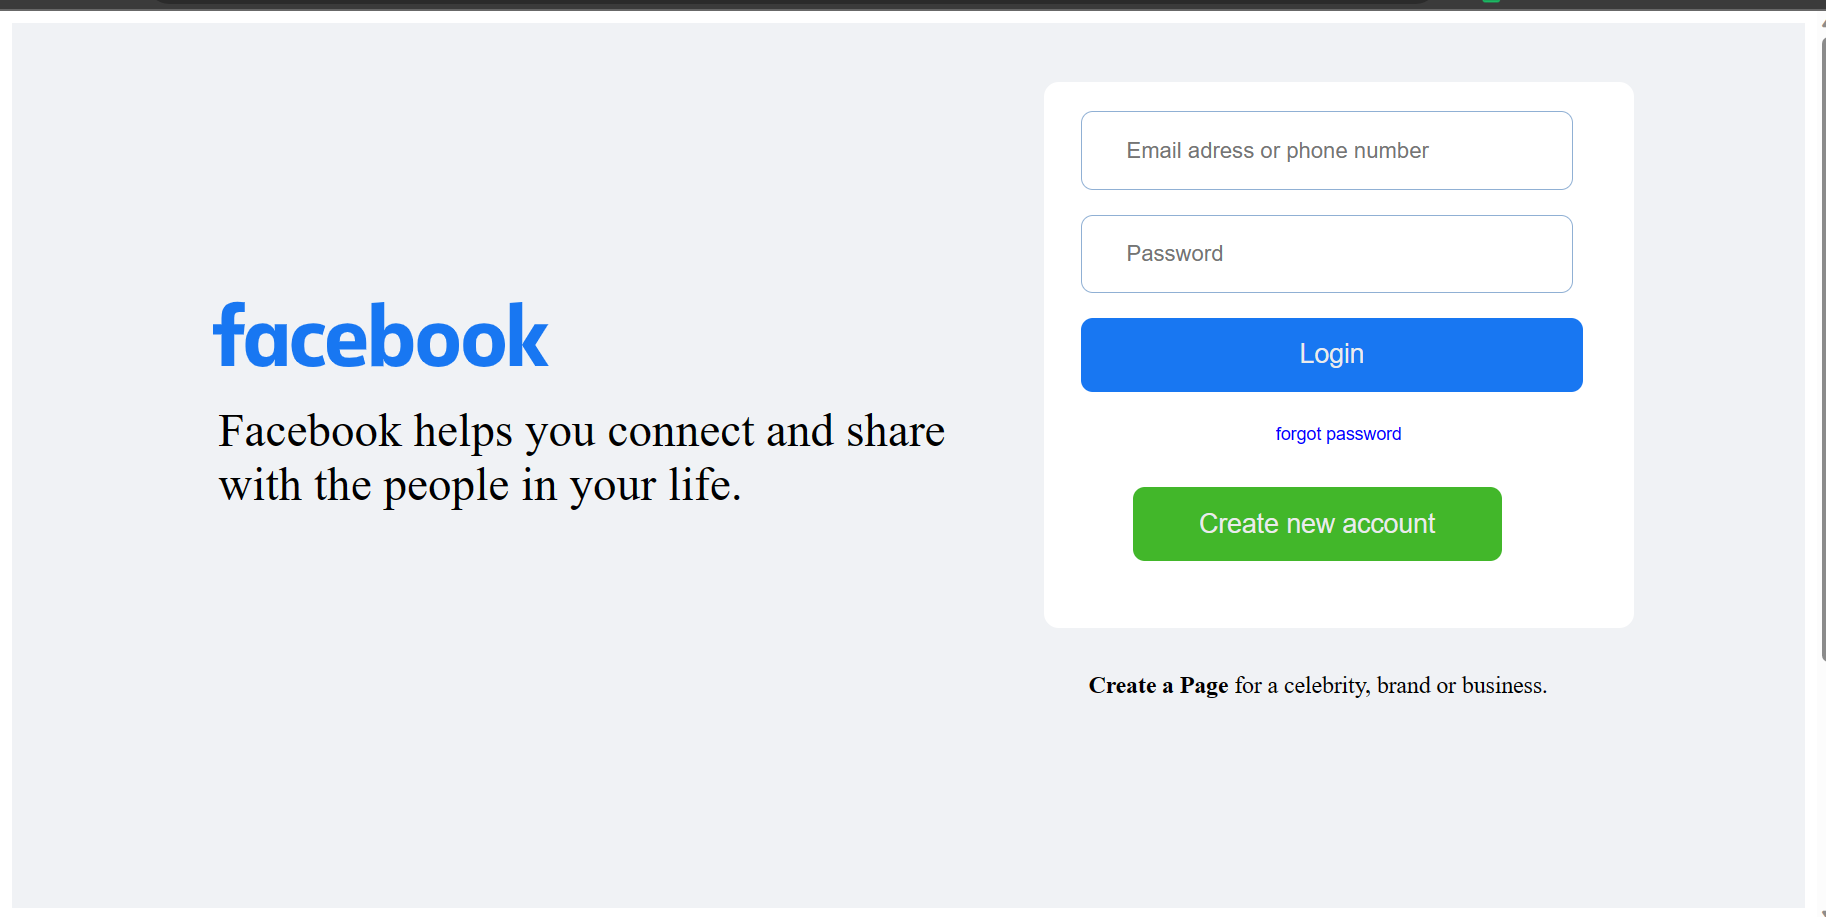 facebook
Facebook helps you connect and share
with the people in your life.
Email adress or phone number
Password
Login
forgot password
Create new account
Create a Page for a celebrity, brand or business.